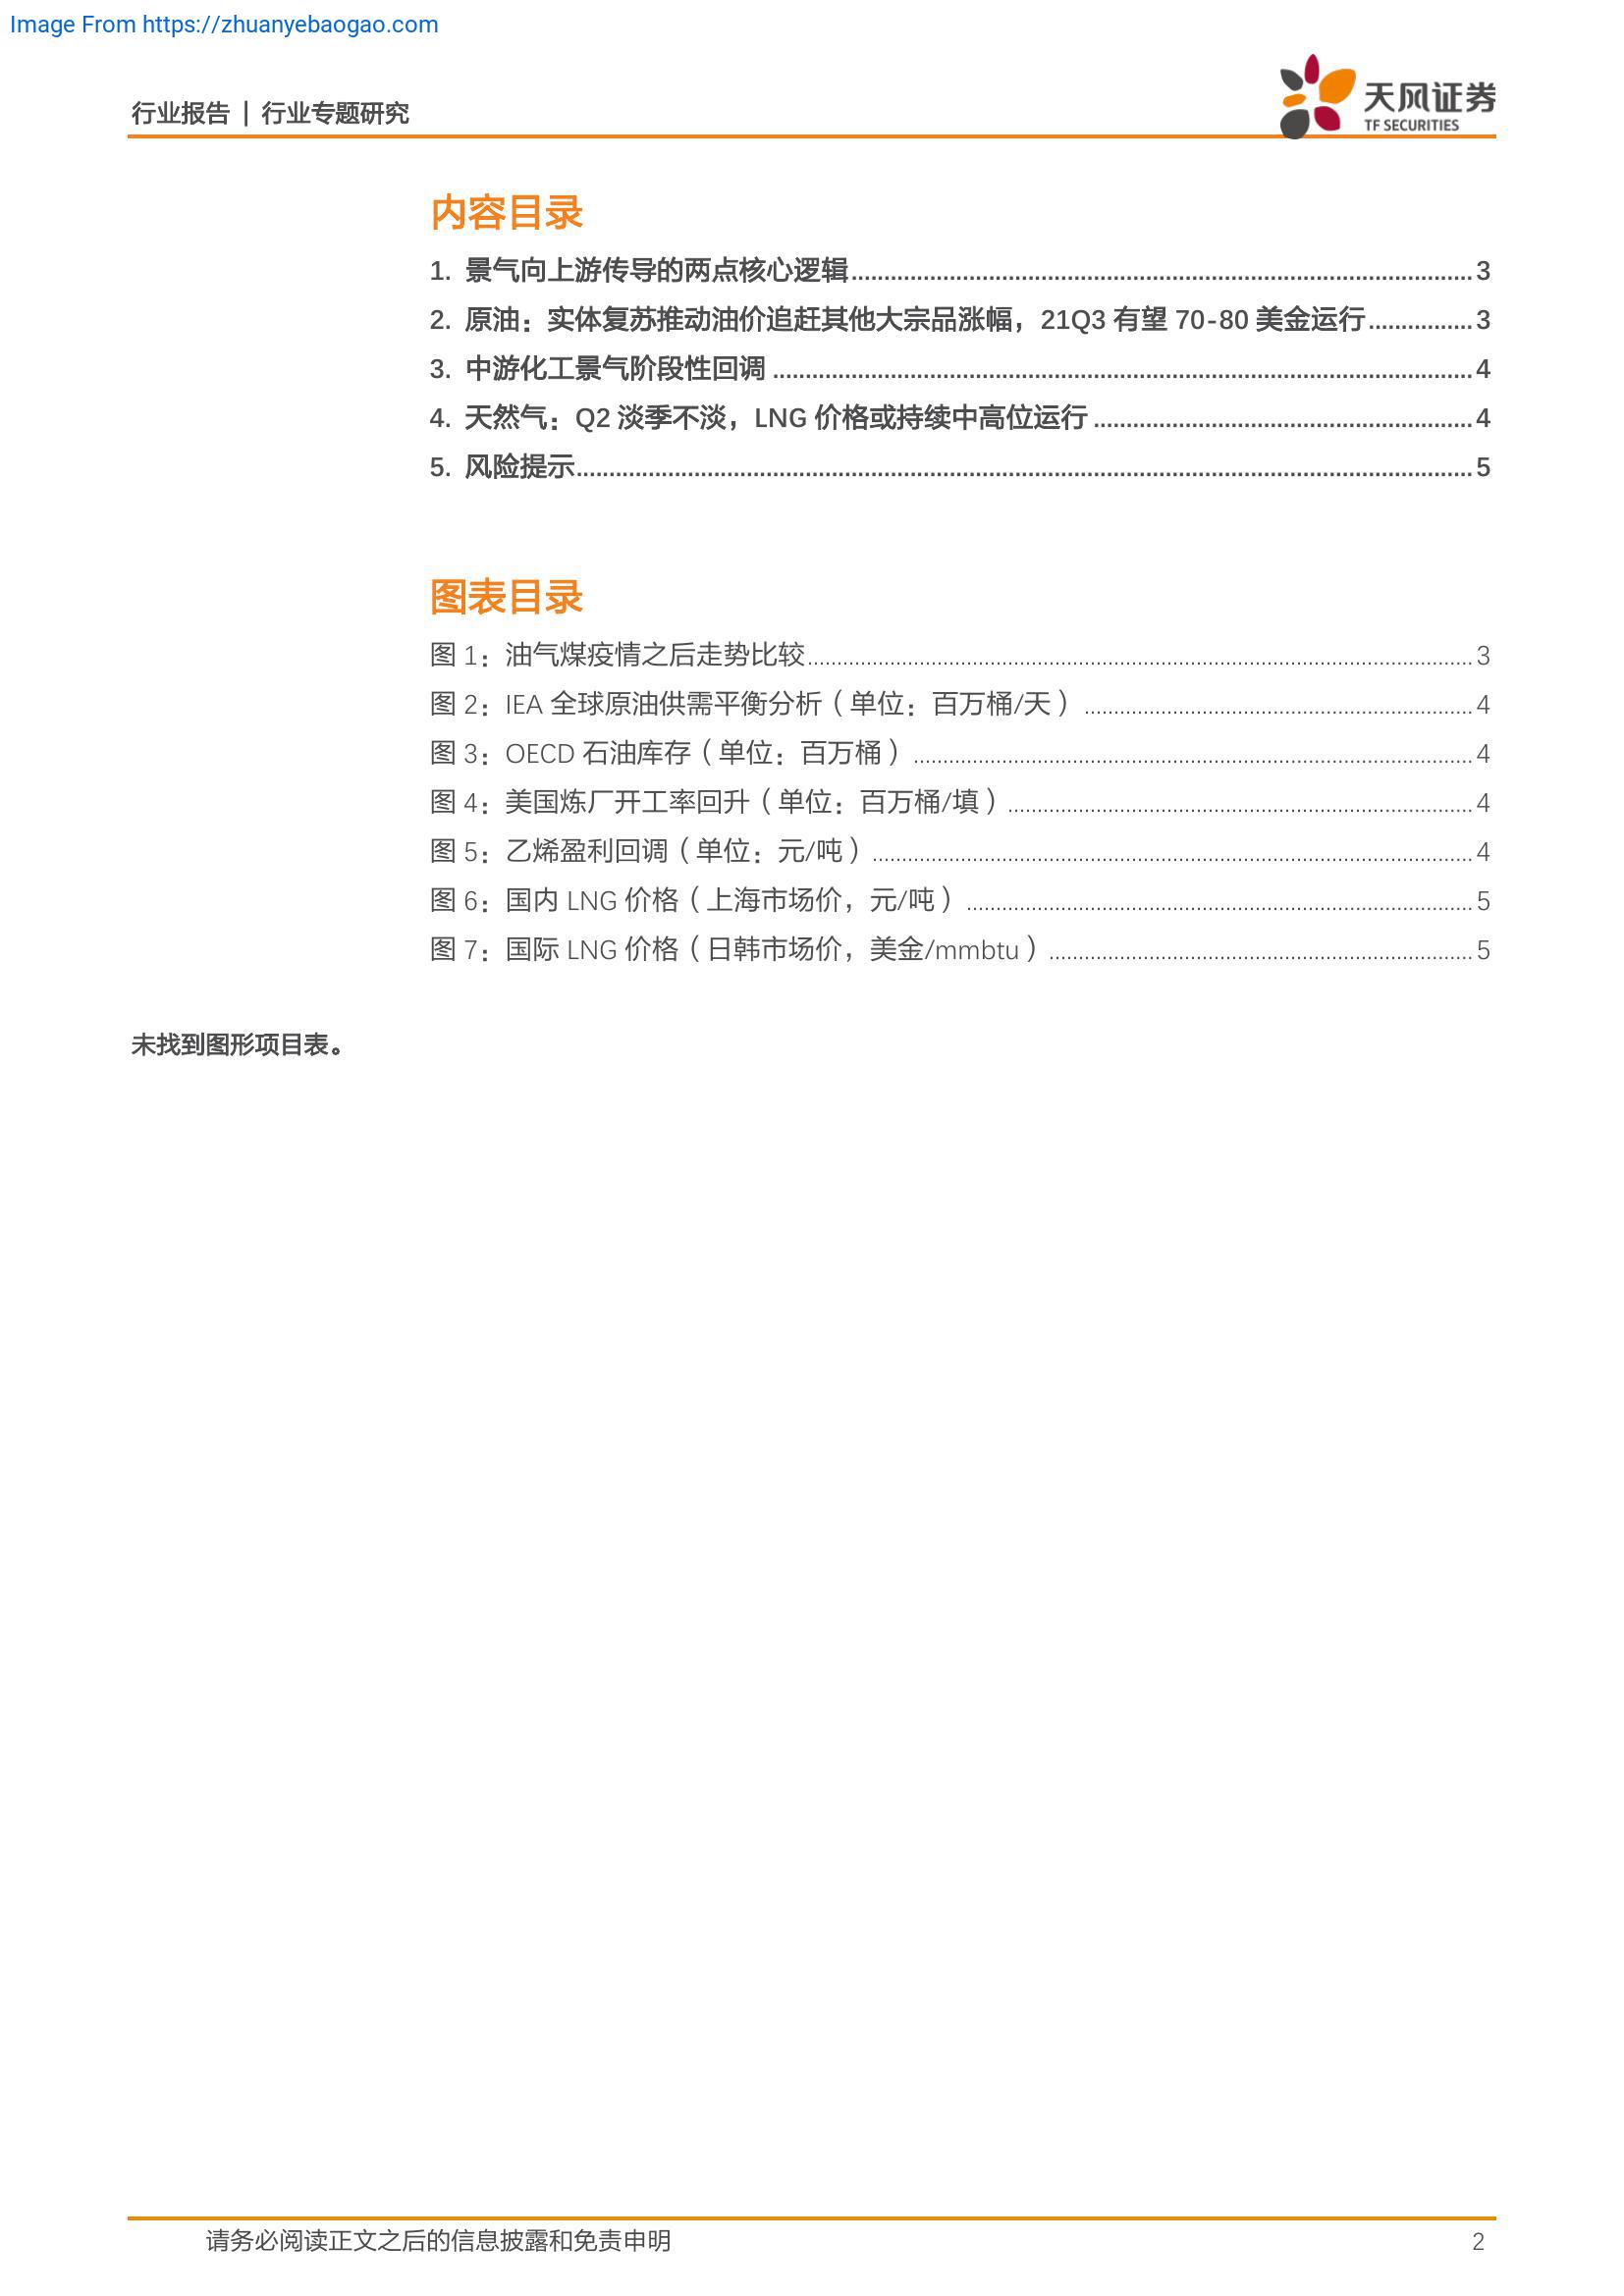 Image From https://zhuanyebaogao.com
行业报告 | 行业专题研究
天风证券
TF SECURITIES
内容目录
1. 景气向上游传导的两点核心逻辑 3
2. 原油：实体复苏推动油价追赶其他大宗品涨幅，21Q3 有望 70-80 美金运行 3
3. 中游化工景气阶段性回调 4
4. 天然气：Q2 淡季不淡，LNG 价格或持续中高位运行 4
5. 风险提示 5
图表目录
图 1：油气煤疫情之后走势比较 3
图 2：IEA 全球原油供需平衡分析（单位：百万桶/天） 4
图 3：OECD 石油库存（单位：百万桶） 4
图 4：美国炼厂开工率回升（单位：百万桶/填） 4
图 5：乙烯盈利回调（单位：元/吨） 4
图 6：国内 LNG 价格（上海市场价，元/吨） 5
图 7：国际 LNG 价格（日韩市场价，美金/mmbtu） 5
未找到图形项目表。
请务必阅读正文之后的信息披露和免责申明 2